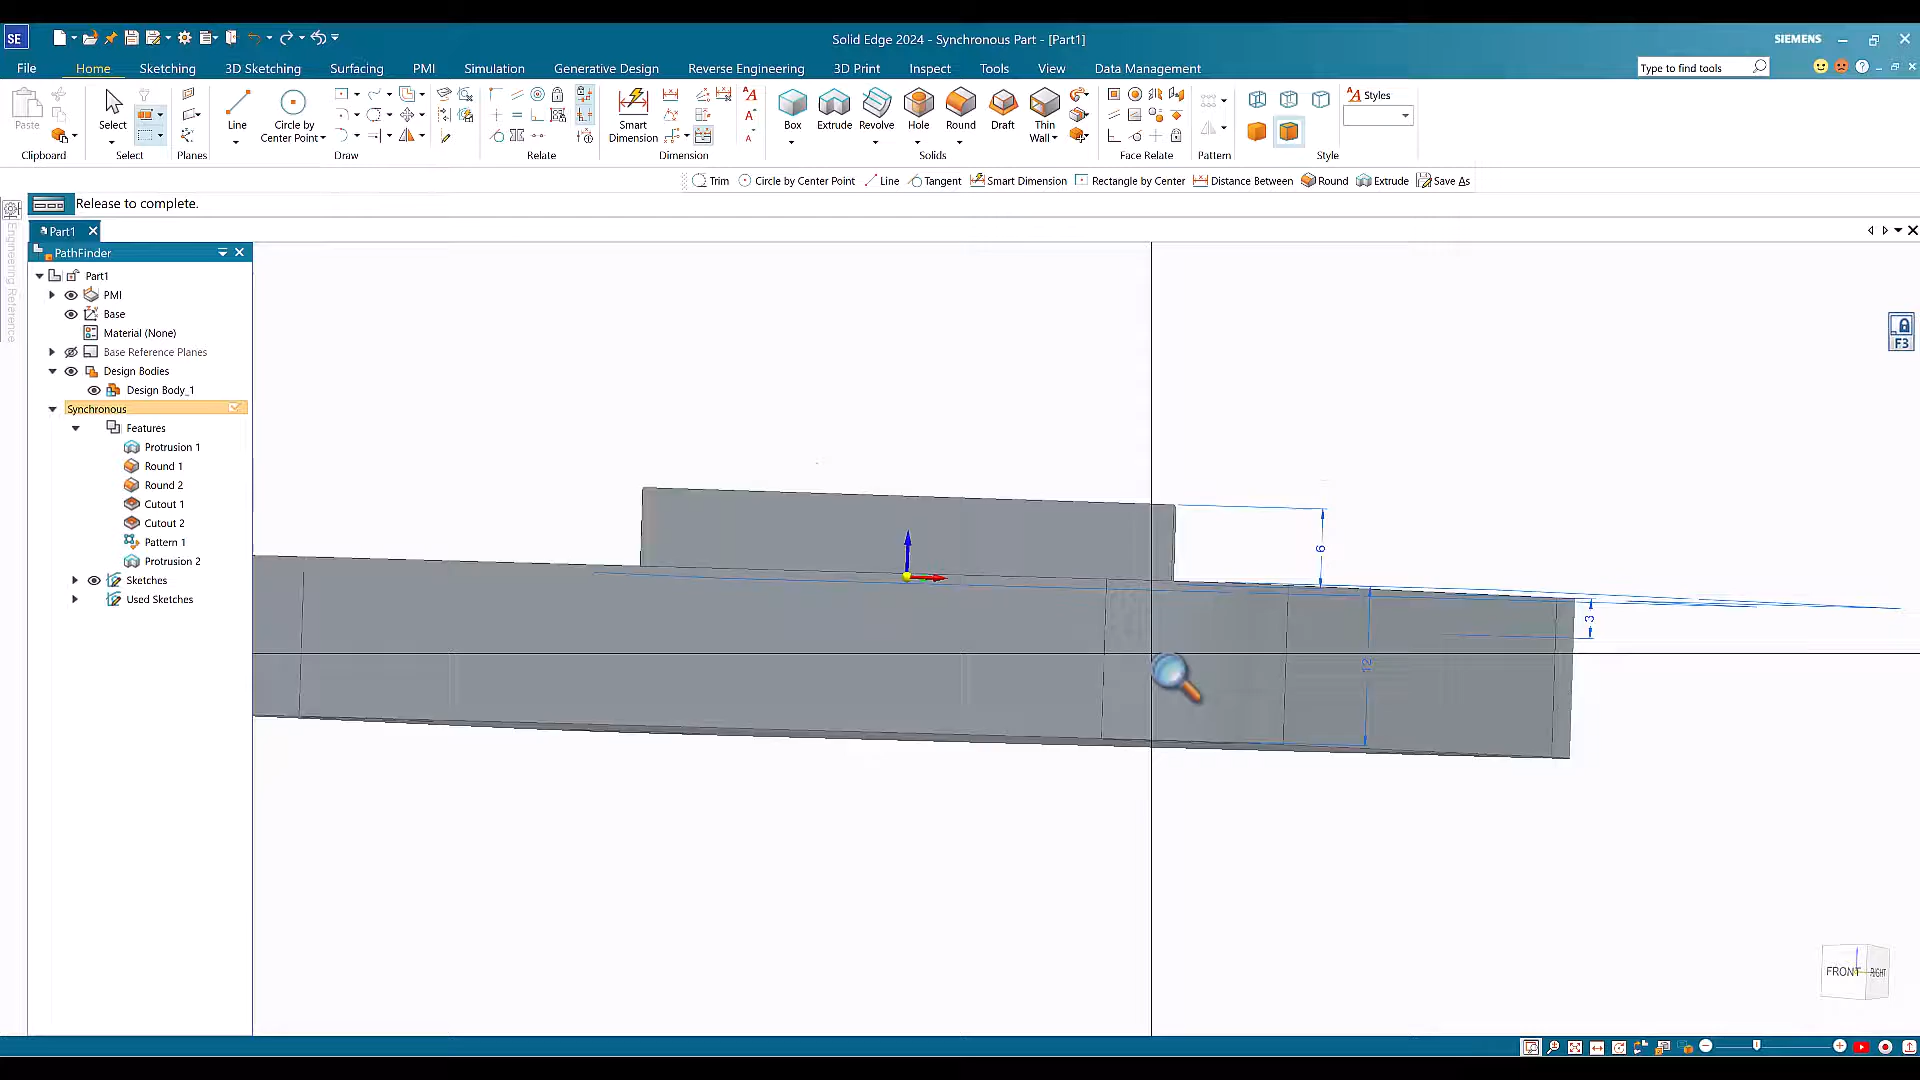 SE
Solid Edge 2024 - Synchronous Part - [Part1]
SIEMENS
File
Home
Sketching
3D Sketching
Surfacing
PMI
Simulation
Generative Design
Reverse Engineering
3D Print
Inspect
Tools
View
Data Management
Type to find tools
Paste
Select
Line
Circle by
Center Point
Smart
Dimension
Box
Extrude
Revolve
Hole
Round
Draft
Thin
Wall
Styles
Clipboard
Select
Planes
Draw
Relate
Dimension
Solids
Face Relate
Pattern
Style
Trim
Circle by Center Point
Line
Tangent
Smart Dimension
Rectangle by Center
Distance Between
Round
Extrude
Save As
Release to complete.
Part1
PathFinder
Engineering Reference
Part1
PMI
Base
Material (None)
Base Reference Planes
Design Bodies
Design Body_1
Synchronous
Features
Protrusion 1
Round 1
Round 2
Cutout 1
Cutout 2
Pattern 1
Protrusion 2
Sketches
Used Sketches
F3
6
3
12
FRONT
RIGHT